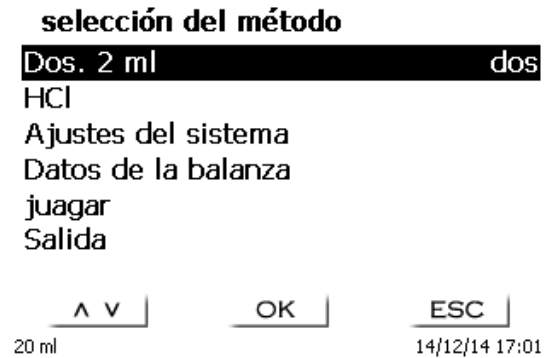 selección del método
Dos. 2 ml dos
HCl
Ajustes del sistema
Datos de la balanza
juagar
Salida
∧ ∨ OK ESC
20 ml 14/12/14 17:01